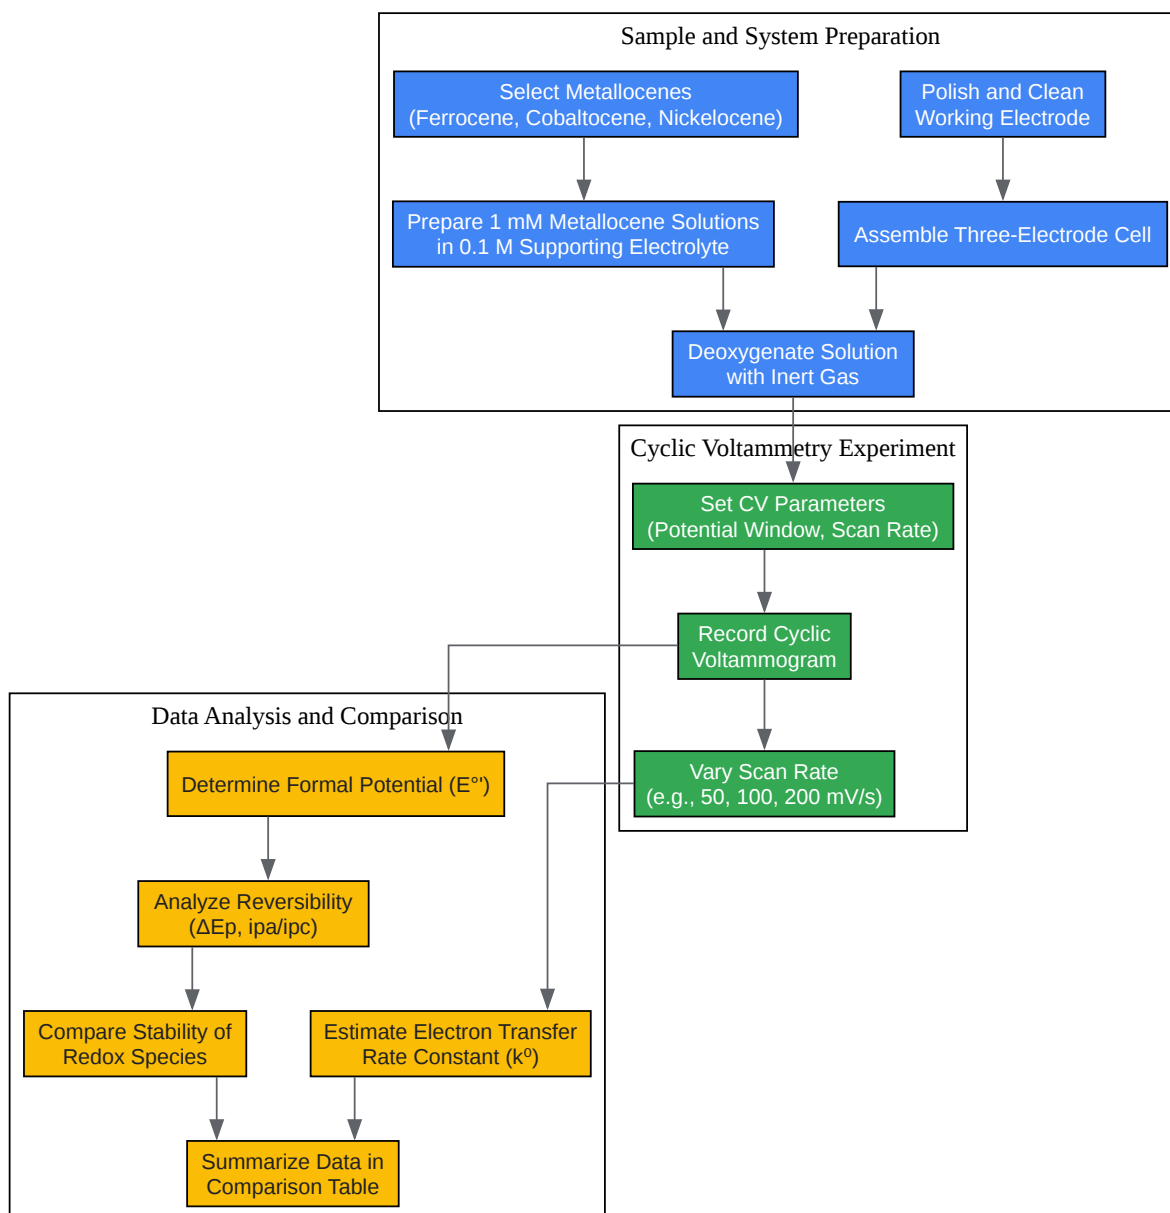 Sample and System Preparation
Select Metallocenes
(Ferrocene, Cobaltocene, Nickelocene)
Polish and Clean
Working Electrode
Prepare 1 mM Metallocene Solutions
in 0.1 M Supporting Electrolyte
Assemble Three-Electrode Cell
Deoxygenate Solution
with Inert Gas
Cyclic Voltammetry Experiment
Set CV Parameters
(Potential Window, Scan Rate)
Record Cyclic
Voltammogram
Vary Scan Rate
(e.g., 50, 100, 200 mV/s)
Data Analysis and Comparison
Determine Formal Potential (E°')
Analyze Reversibility
(ΔEp, ipa/ipc)
Compare Stability of
Redox Species
Estimate Electron Transfer
Rate Constant (k⁰)
Summarize Data in
Comparison Table